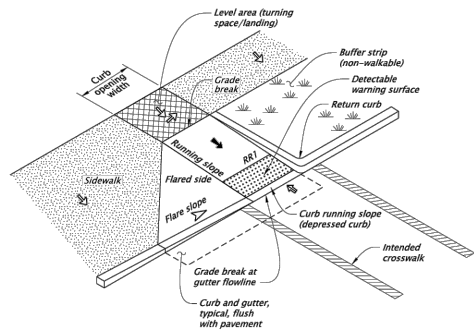 Level area (turning
space/landing)
Curb
opening
width
Grade
break
Buffer strip
(non-walkable)
Detectable
warning surface
Return curb
Running slope
RR1
Sidewalk
Flared side
Flare slope
Curb running slope
(depressed curb)
Intended
crosswalk
Grade break at
gutter flowline
Curb and gutter,
typical, flush
with pavement